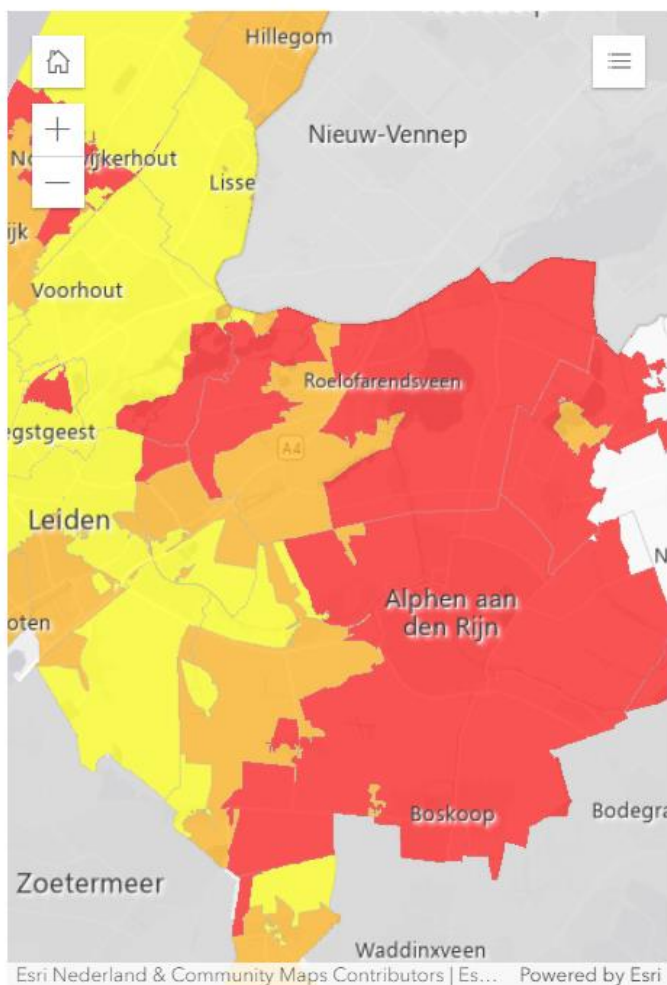 Hillegom
Nieuw-Vennep
Lisse
ijk
Voorhout
Roelofarendsveen
egstgeest
A4
Leiden
N
Alphen aan
den Rijn
oten
Boskoop
Bodegra
Zoetermeer
Waddinxveen
Esri Nederland & Community Maps Contributors | Es... Powered by Esri